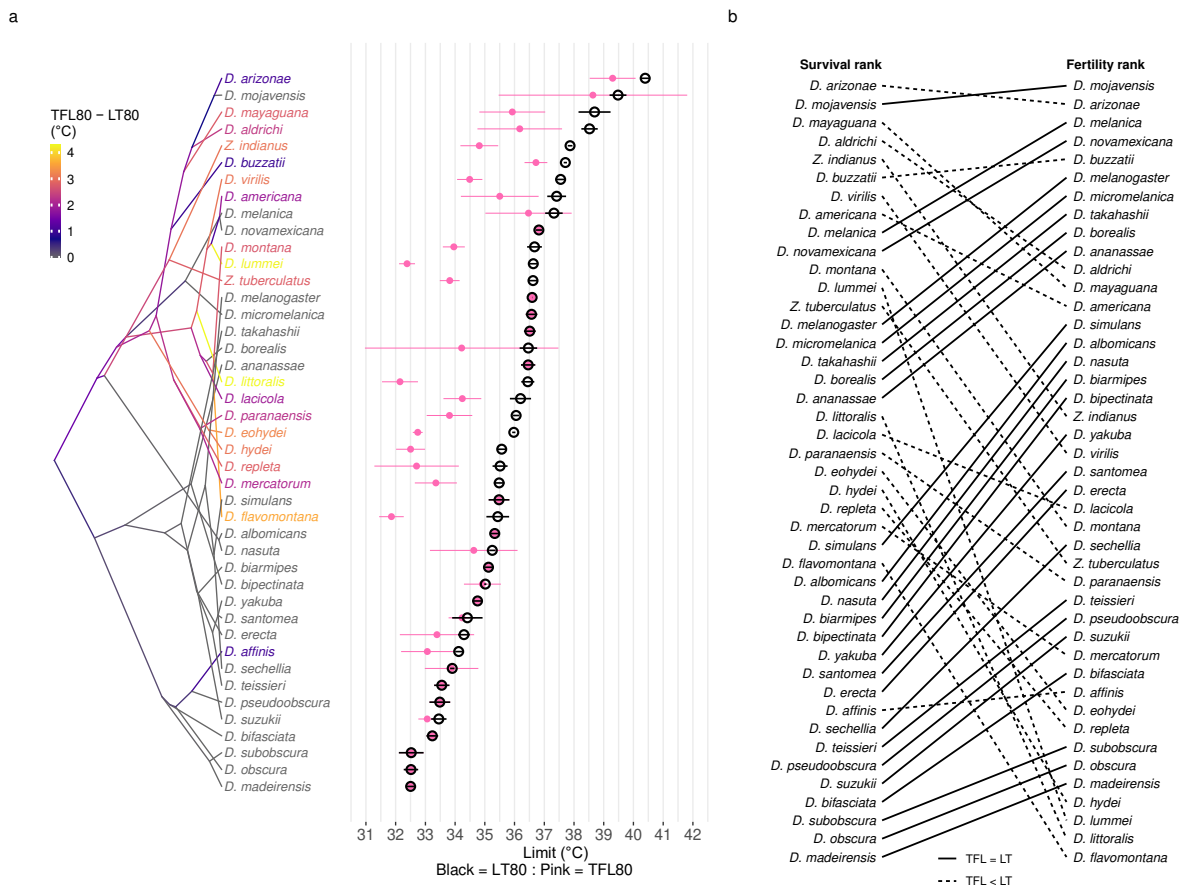 a
TFL80 − LT80
(°C)
4
3
2
1
0
D. arizonae
D. mojavensis
D. mayaguana
D. aldrichi
Z. indianus
D. buzzatii
D. virilis
D. americana
D. melanica
D. novamexicana
D. montana
D. lummei
Z. tuberculatus
D. melanogaster
D. micromelanica
D. takahashii
D. borealis
D. ananassae
D. littoralis
D. lacicola
D. paranaensis
D. eohydei
D. hydei
D. repleta
D. mercatorum
D. simulans
D. flavomontana
D. albomicans
D. nasuta
D. biarmipes
D. bipectinata
D. yakuba
D. santomea
D. erecta
D. affinis
D. sechellia
D. teissieri
D. pseudoobscura
D. suzukii
D. bifasciata
D. subobscura
D. obscura
D. madeirensis
31 32 33 34 35 36 37 38 39 40 41 42
Limit (°C)
Black = LT80 : Pink = TFL80
b
Survival rank
D. arizonae
D. mojavensis
D. mayaguana
D. aldrichi
Z. indianus
D. buzzatii
D. virilis
D. americana
D. melanica
D. novamexicana
D. montana
D. lummei
Z. tuberculatus
D. melanogaster
D. micromelanica
D. takahashii
D. borealis
D. ananassae
D. littoralis
D. lacicola
D. paranaensis
D. eohydei
D. hydei
D. repleta
D. mercatorum
D. simulans
D. flavomontana
D. albomicans
D. nasuta
D. biarmipes
D. bipectinata
D. yakuba
D. santomea
D. erecta
D. affinis
D. sechellia
D. teissieri
D. pseudoobscura
D. suzukii
D. bifasciata
D. subobscura
D. obscura
D. madeirensis
Fertility rank
D. mojavensis
D. arizonae
D. melanica
D. novamexicana
D. buzzatii
D. melanogaster
D. micromelanica
D. takahashii
D. borealis
D. ananassae
D. aldrichi
D. mayaguana
D. americana
D. simulans
D. albomicans
D. nasuta
D. biarmipes
D. bipectinata
Z. indianus
D. yakuba
D. virilis
D. santomea
D. erecta
D. lacicola
D. montana
D. sechellia
Z. tuberculatus
D. paranaensis
D. teissieri
D. pseudoobscura
D. suzukii
D. mercatorum
D. bifasciata
D. affinis
D. eohydei
D. repleta
D. subobscura
D. obscura
D. madeirensis
D. hydei
D. lummei
D. littoralis
D. flavomontana
TFL = LT
TFL < LT